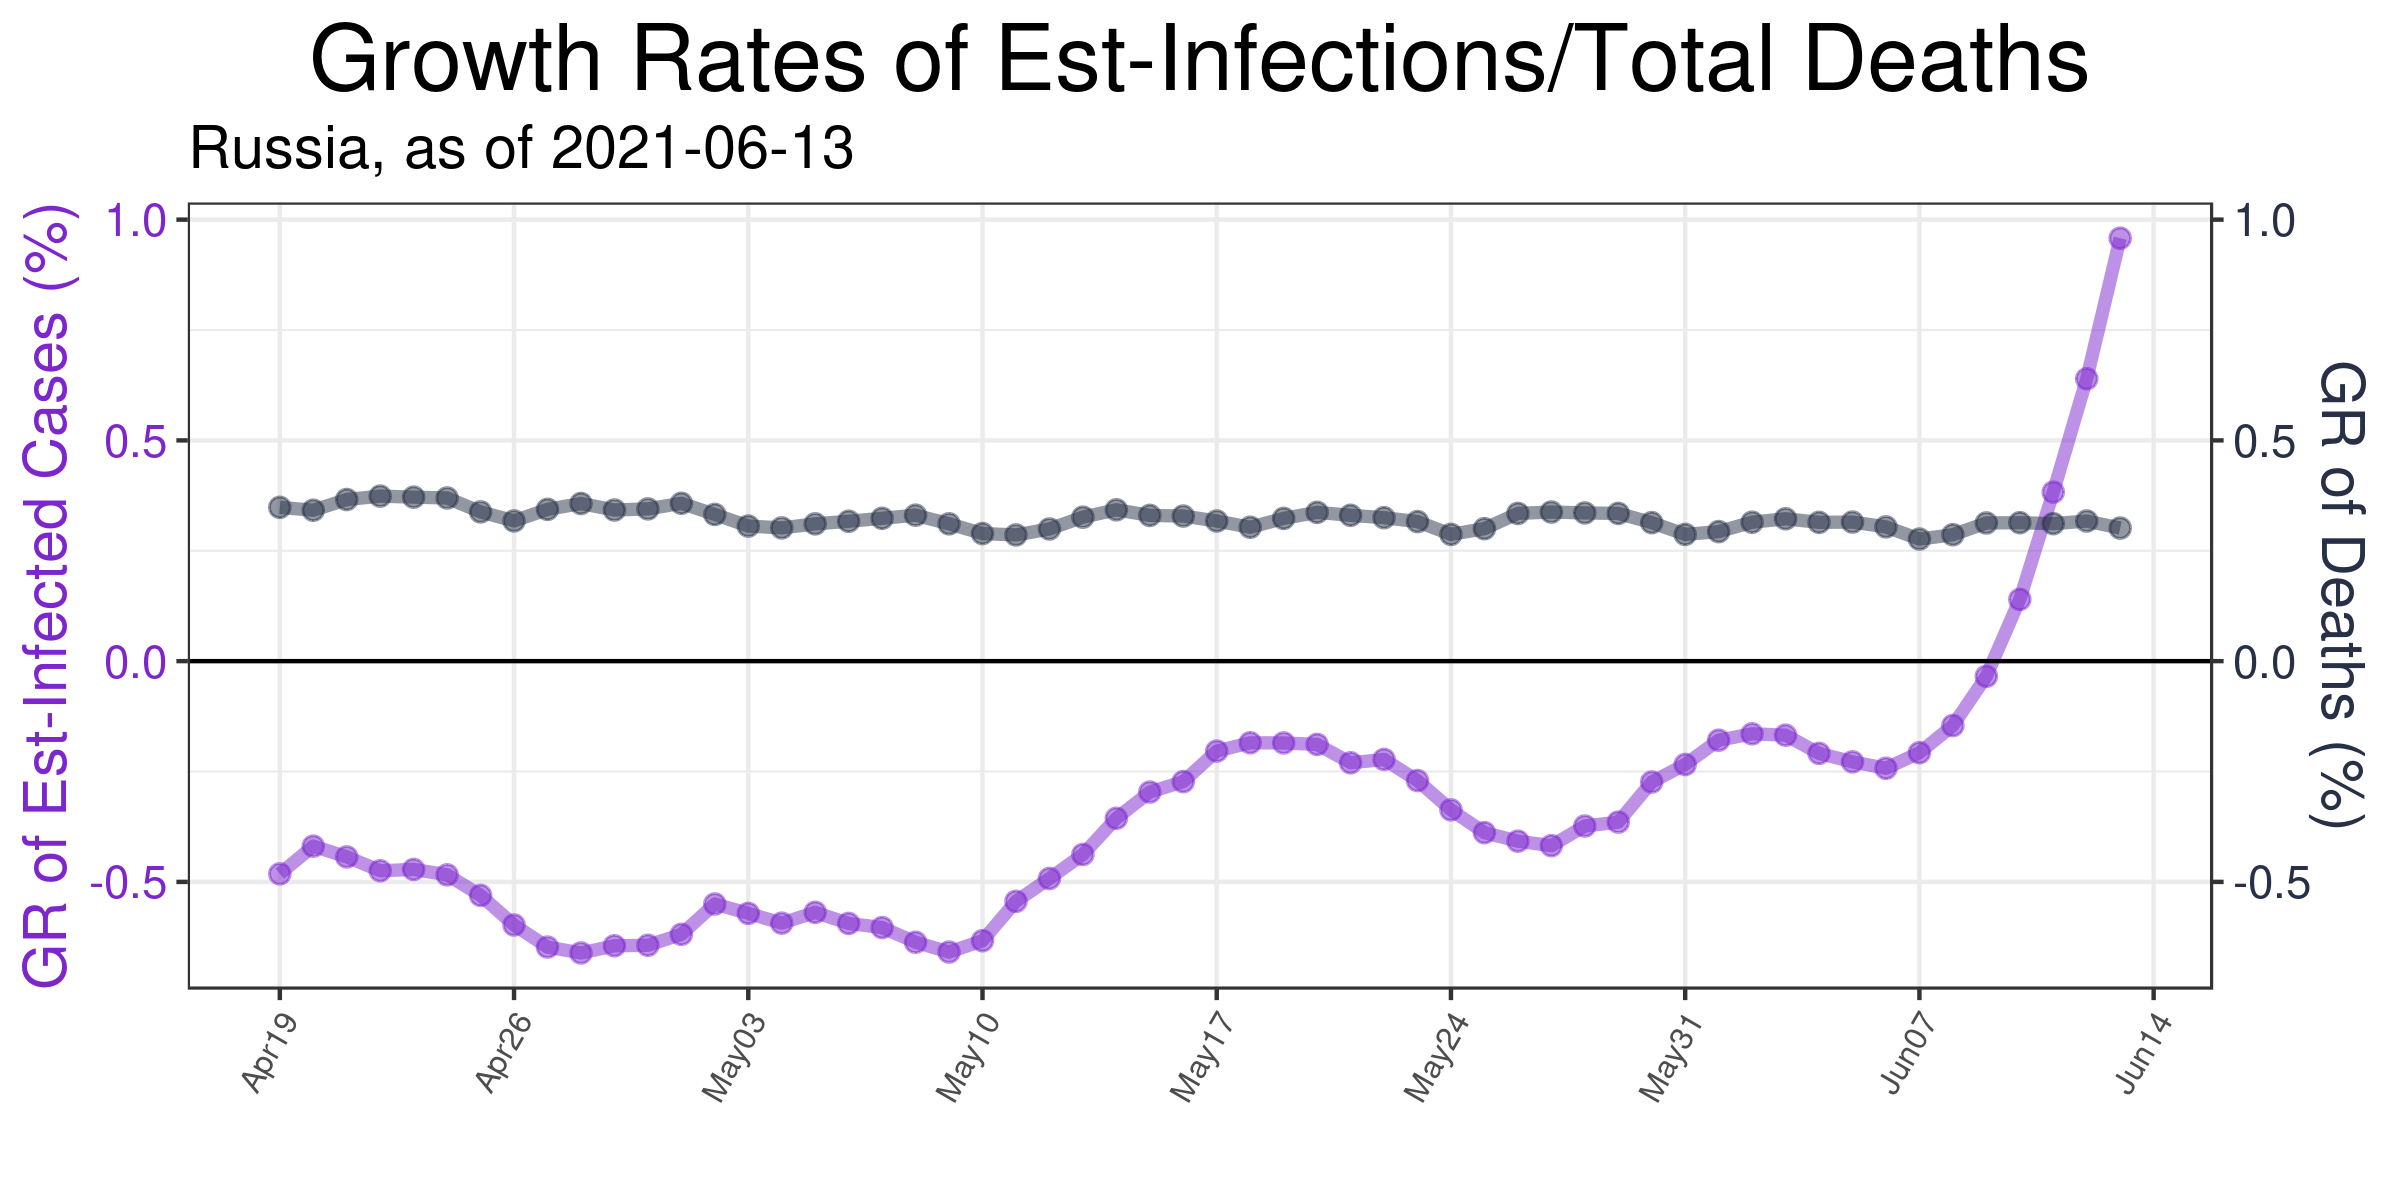 Growth Rates of Est-Infections/Total Deaths
Russia, as of 2021-06-13
GR of Est-Infected Cases (%)
1.0
0.5
0.0
-0.5
1.0
0.5
0.0
-0.5
GR of Deaths (%)
Apr19
Apr26
May03
May10
May17
May24
May31
Jun07
Jun14